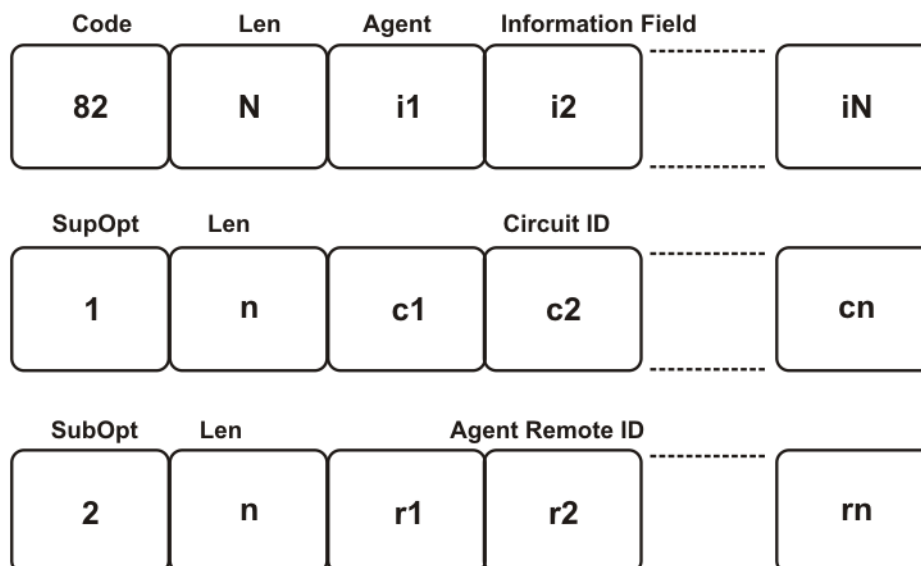 Code Len Agent Information Field
82 N i1 i2 iN
SupOpt Len Circuit ID
1 n c1 c2 cn
SubOpt Len Agent Remote ID
2 n r1 r2 rn